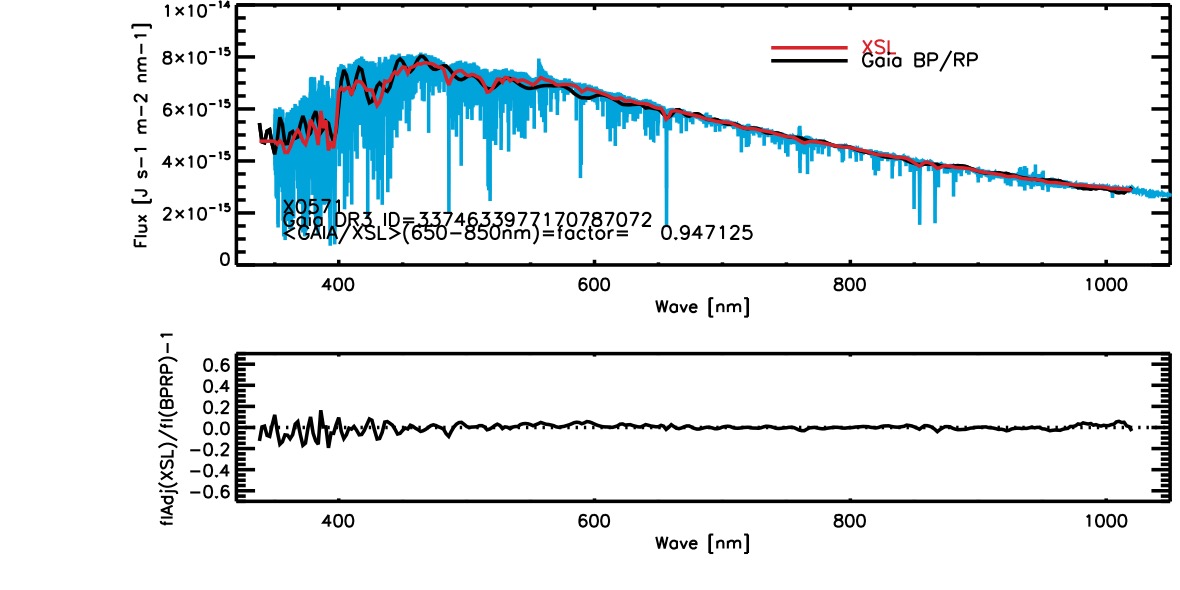 1×10-14
8×10-15
6×10-15
4×10-15
2×10-15
0
Flux [J s-1 m-2 nm-1]
XSL
Gaia BP/RP
X0571
Gaia DR3 ID=3374633977170787072
<GAIA/XSL>(650-850nm)=factor= 0.947125
400 600 800 1000
Wave [nm]
0.6
0.4
0.2
0.0
-0.2
-0.4
-0.6
flAdj(XSL)/fl(BPRP)-1
400 600 800 1000
Wave [nm]